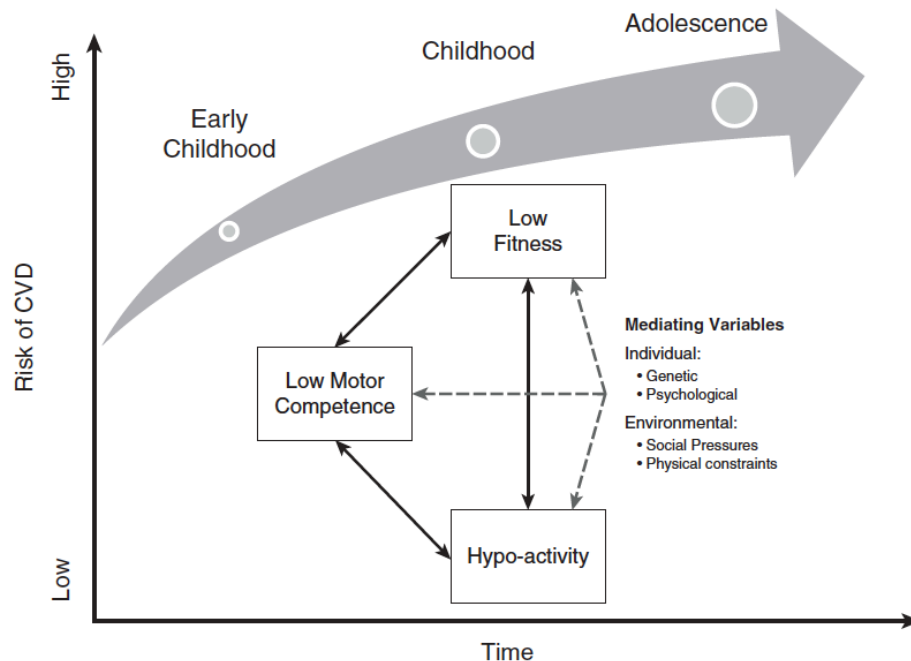 Adolescence
Childhood
Early
Childhood
High
Risk of CVD
Low
Low
Fitness
Low Motor
Competence
Hypo-activity
Mediating Variables
Individual:
• Genetic
• Psychological
Environmental:
• Social Pressures
• Physical constraints
Time